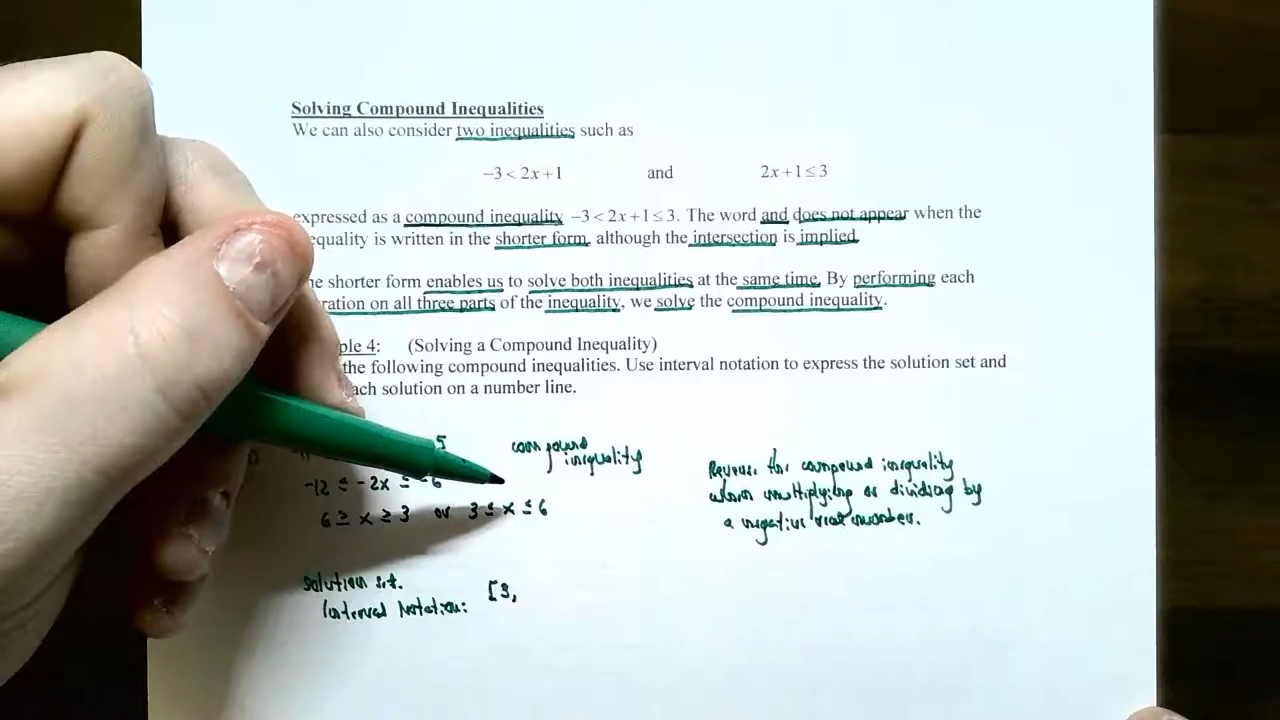 Solving Compound Inequalities
We can also consider two inequalities such as
−3 < 2x + 1 and 2x + 1 ≤ 3
expressed as a compound inequality −3 < 2x + 1 ≤ 3. The word and does not appear when the
equality is written in the shorter form, although the intersection is implied.
he shorter form enables us to solve both inequalities at the same time. By performing each
ration on all three parts of the inequality, we solve the compound inequality.
ple 4: (Solving a Compound Inequality)
the following compound inequalities. Use interval notation to express the solution set and
ach solution on a number line.
5
compound
inequality
-12 ≤ -2x ≤ -6
6 ≥ x ≥ 3 or 3 ≤ x ≤ 6
Reverse the compound inequality
when multiplying or dividing by
a negative real number.
Solution set.
Interval Notation: [3,